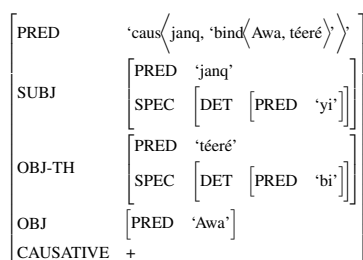 PRED ‘caus⟨janq, ‘bind⟨Awa, téeré⟩’⟩’
SUBJ [PRED ‘janq’
SPEC [DET [PRED ‘yi’]]]
OBJ-TH [PRED ‘téeré’
SPEC [DET [PRED ‘bi’]]]
OBJ [PRED ‘Awa’]
CAUSATIVE +